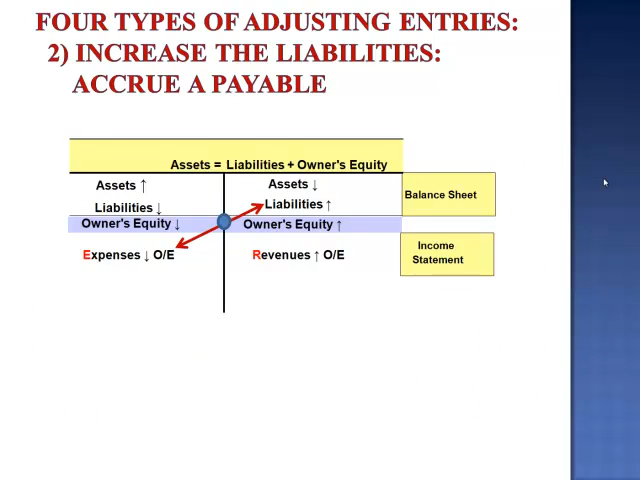 FOUR TYPES OF ADJUSTING ENTRIES:
2) INCREASE THE LIABILITIES:
ACCRUE A PAYABLE
Assets = Liabilities + Owner's Equity
Assets ↑ Assets ↓
Liabilities ↓ Liabilities ↑
Balance Sheet
Owner's Equity ↓ Owner's Equity ↑
Expenses ↓ O/E Revenues ↑ O/E
Income
Statement